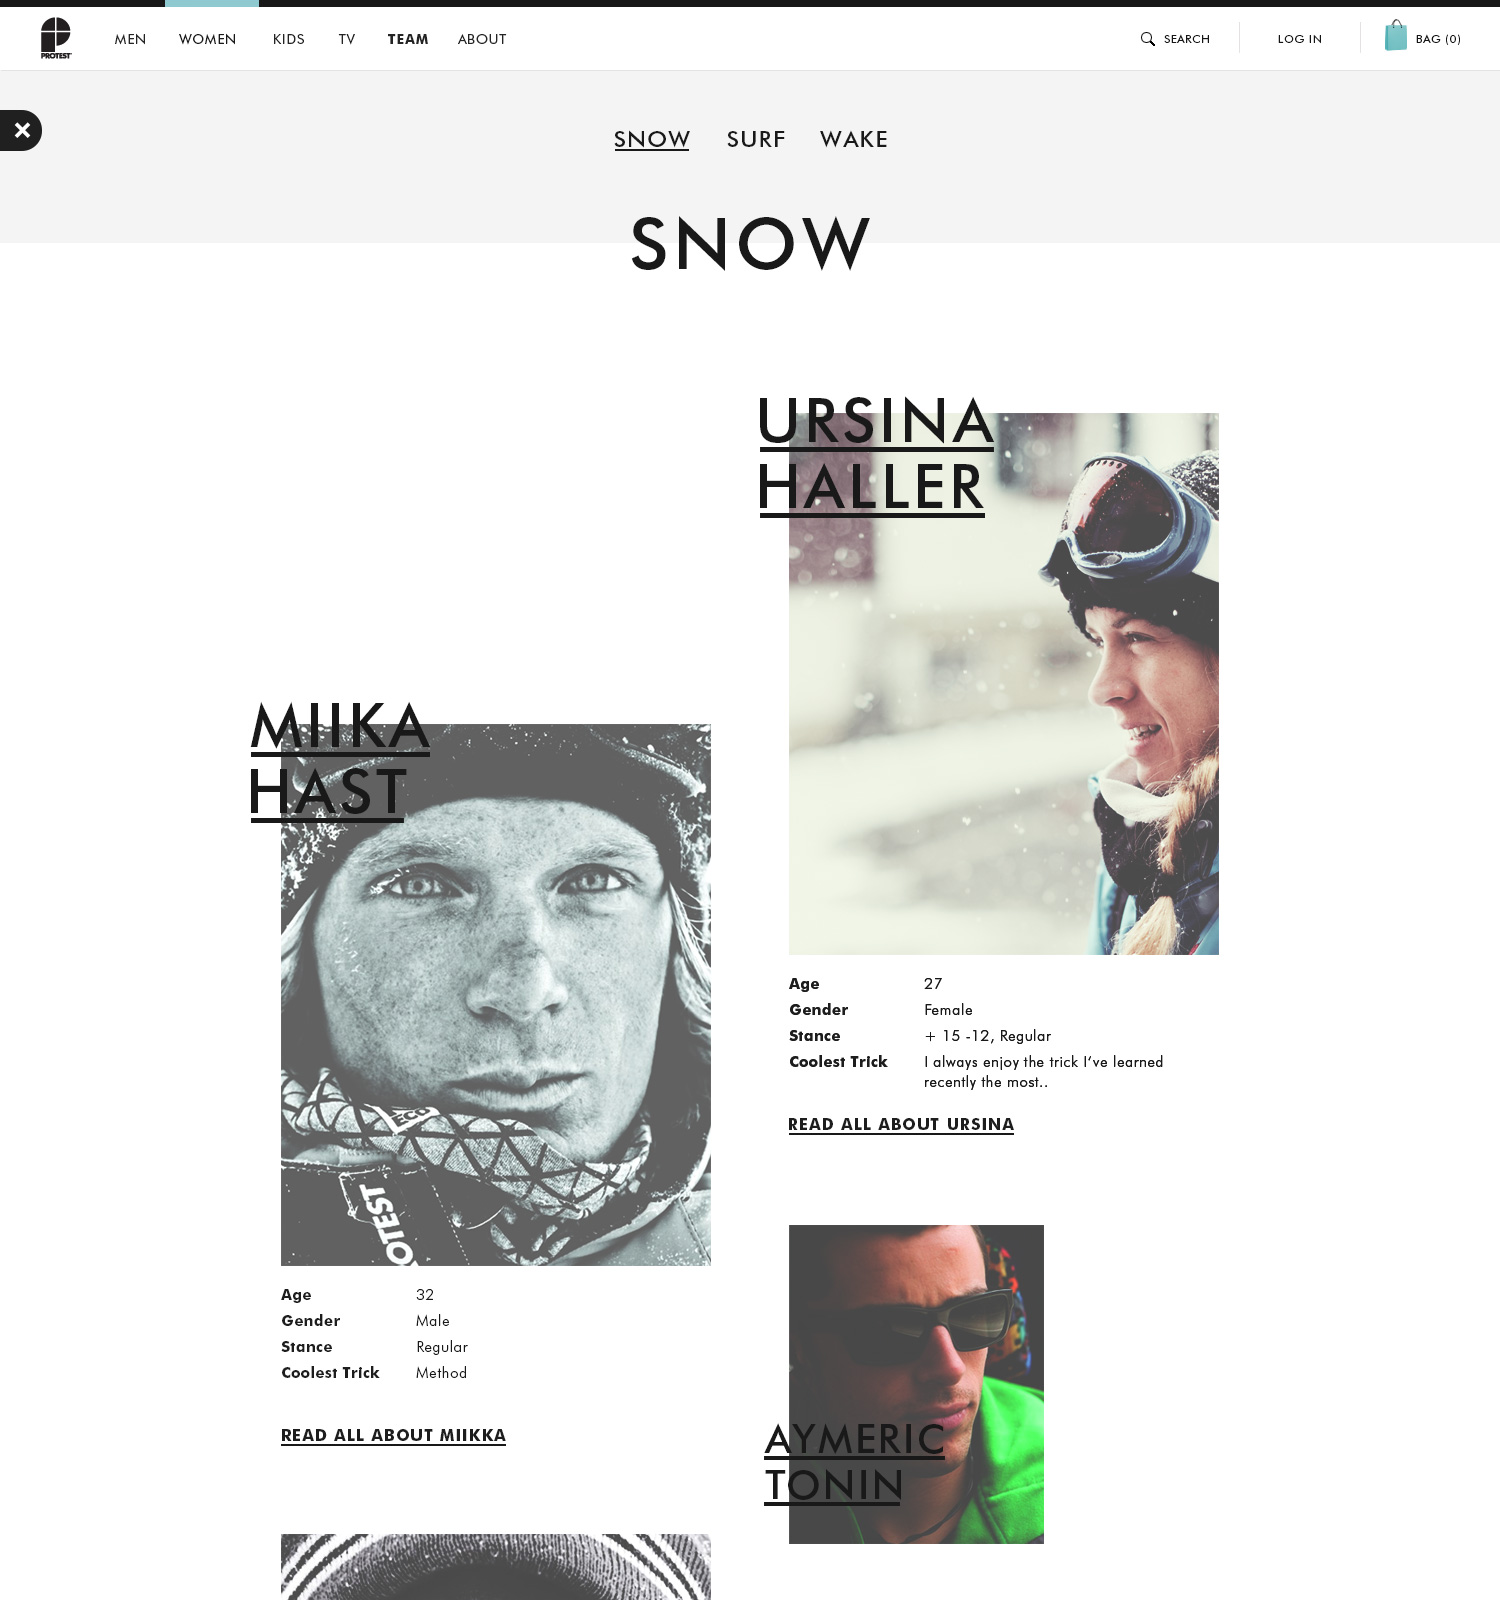 PROTEST
MEN WOMEN KIDS TV TEAM ABOUT
SEARCH LOG IN BAG (0)
SNOW SURF WAKE
SNOW
URSINA
HALLER
Age 27
Gender Female
Stance + 15 -12, Regular
Coolest Trick I always enjoy the trick I've learned
recently the most..
READ ALL ABOUT URSINA
MIIKA
HAST
ECO
OTEST
Age 32
Gender Male
Stance Regular
Coolest Trick Method
READ ALL ABOUT MIIKKA
AYMERIC
TONIN